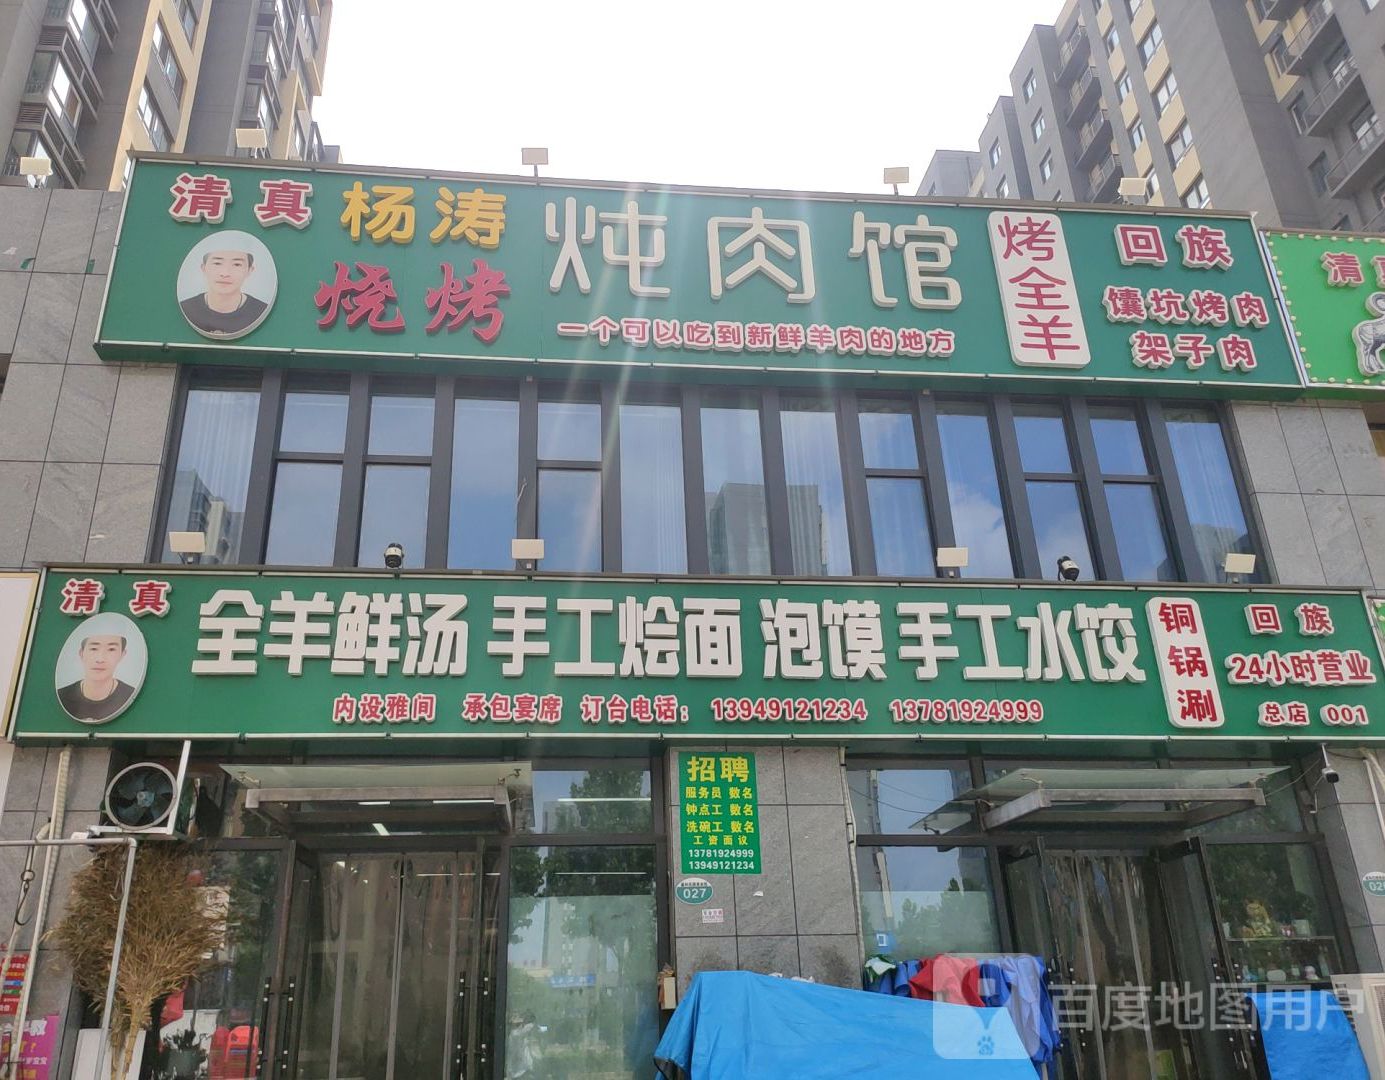 清真 杨涛 炖肉馆 烤全羊 回族
烧烤 一个可以吃到新鲜羊肉的地方 馕坑烤肉
架子肉
清真
清真 全羊鲜汤 手工烩面 泡馍 手工水饺 铜锅涮 回族
24小时营业
内设雅间 承包宴席 订台电话：13949121234 13781924999 总店 001
招聘
服务员 数名
钟点工 数名
洗碗工 数名
工资面议
13781924999
13949121234
027
百度地图用户